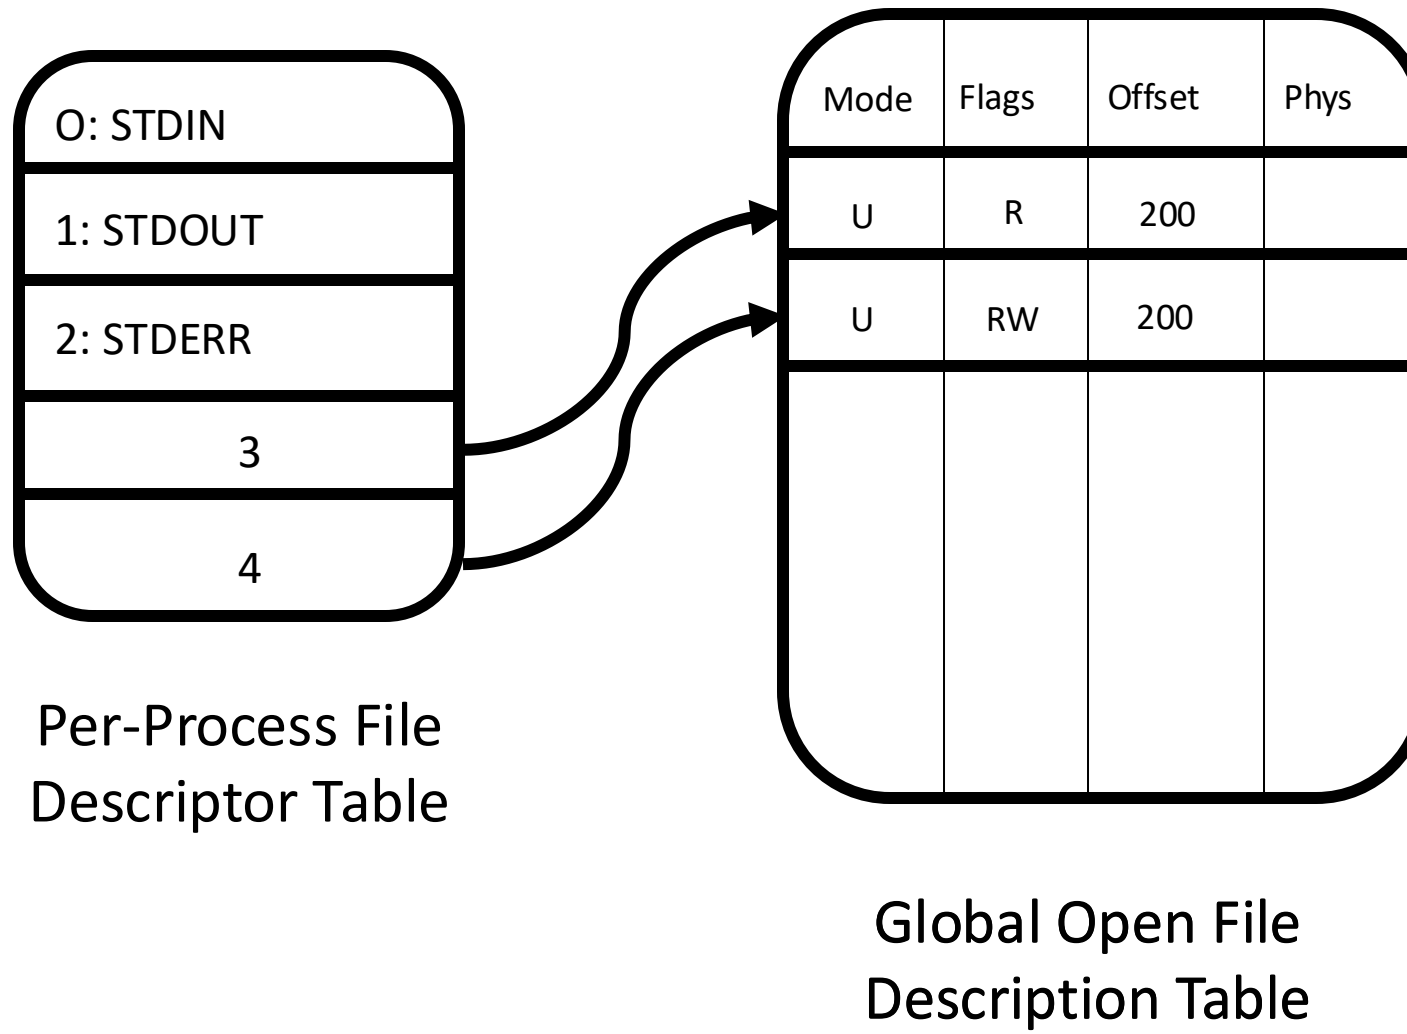 O: STDIN
1: STDOUT
2: STDERR
3
4
Per-Process File
Descriptor Table
Mode Flags Offset Phys
U R 200
U RW 200
Global Open File
Description Table